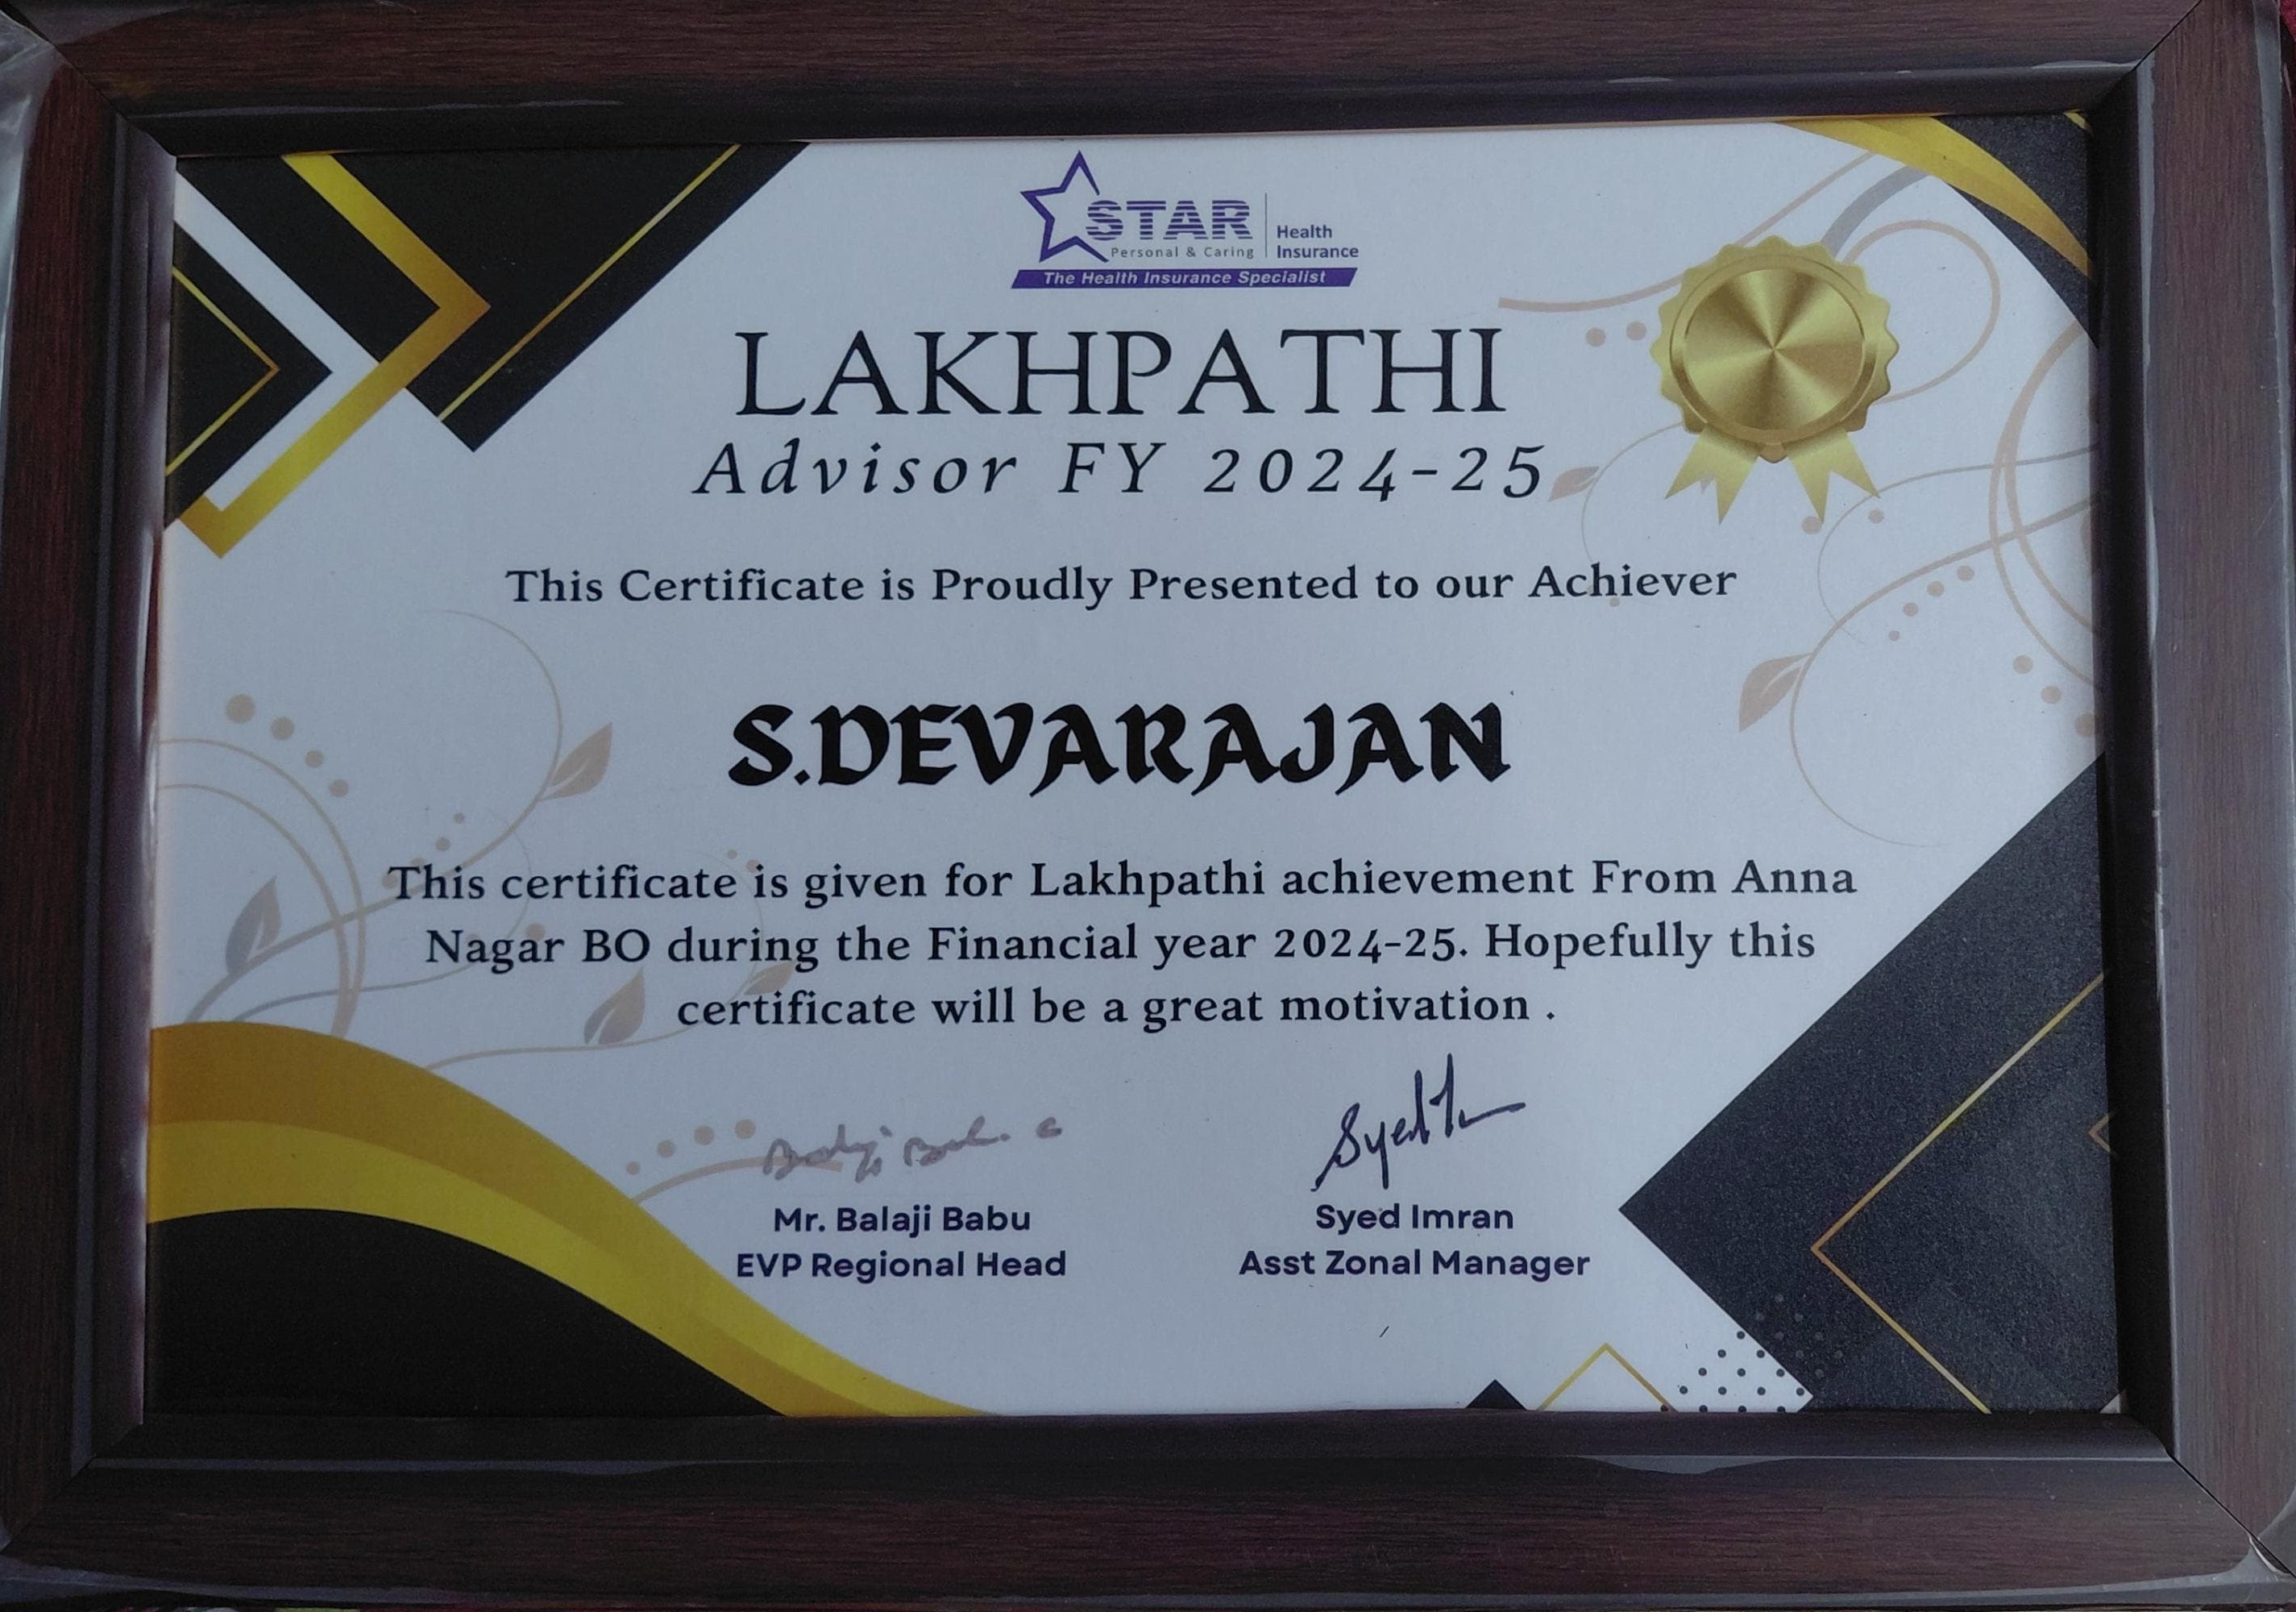 STAR
Health
Insurance
Personal & Caring
The Health Insurance Specialist
LAKHPATHI
Advisor FY 2024-25
This Certificate is Proudly Presented to our Achiever
S.DEVARAJAN
This certificate is given for Lakhpathi achievement From Anna
Nagar BO during the Financial year 2024-25. Hopefully this
certificate will be a great motivation .
Mr. Balaji Babu
EVP Regional Head
Syed Imran
Asst Zonal Manager